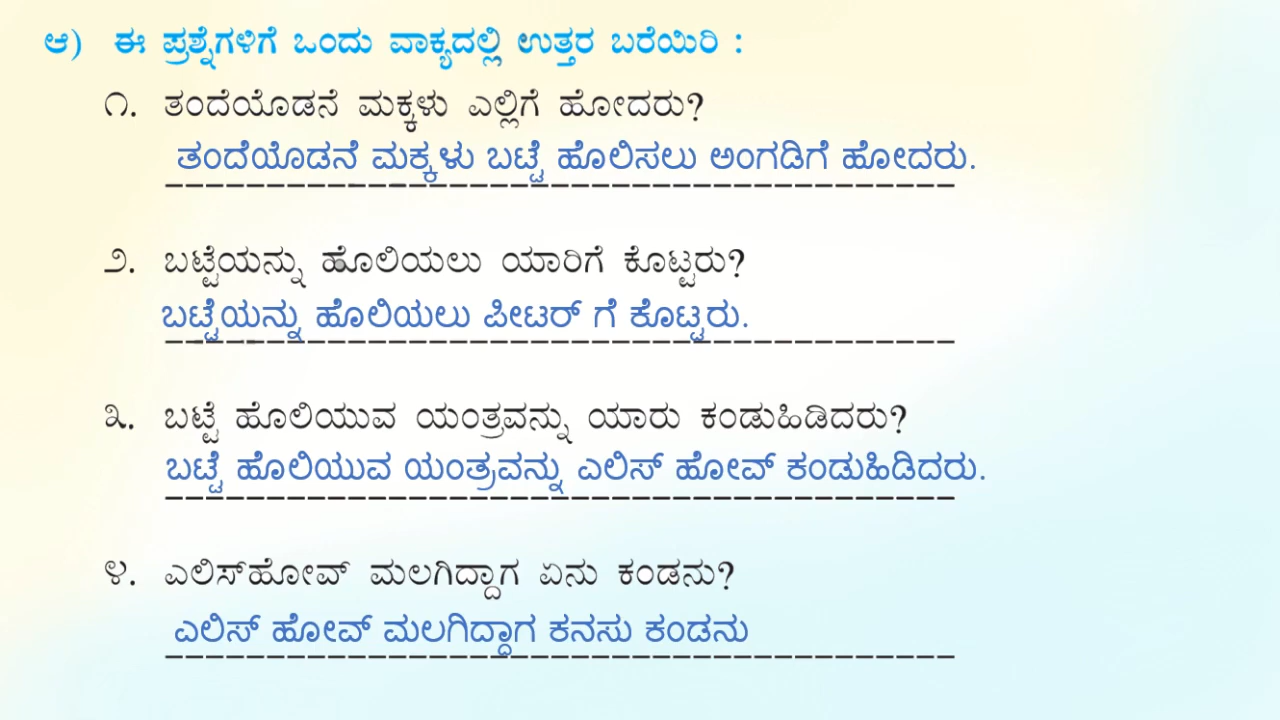 ಆ) ಈ ಪ್ರಶ್ನೆಗಳಿಗೆ ಒಂದು ವಾಕ್ಯದಲ್ಲಿ ಉತ್ತರ ಬರೆಯಿರಿ :
೧. ತಂದೆಯೊಡನೆ ಮಕ್ಕಳು ಎಲ್ಲಿಗೆ ಹೋದರು?
ತಂದೆಯೊಡನೆ ಮಕ್ಕಳು ಬಟ್ಟೆ ಹೊಲಿಸಲು ಅಂಗಡಿಗೆ ಹೋದರು.
೨. ಬಟ್ಟೆಯನ್ನು ಹೊಲಿಯಲು ಯಾರಿಗೆ ಕೊಟ್ಟರು?
ಬಟ್ಟೆಯನ್ನು ಹೊಲಿಯಲು ಪೀಟರ್ ಗೆ ಕೊಟ್ಟರು.
೩. ಬಟ್ಟೆ ಹೊಲಿಯುವ ಯಂತ್ರವನ್ನು ಯಾರು ಕಂಡುಹಿಡಿದರು?
ಬಟ್ಟೆ ಹೊಲಿಯುವ ಯಂತ್ರವನ್ನು ಎಲಿಸ್ ಹೋವ್ ಕಂಡುಹಿಡಿದರು.
೪. ಎಲಿಸ್‌ಹೋವ್ ಮಲಗಿದ್ದಾಗ ಏನು ಕಂಡನು?
ಎಲಿಸ್ ಹೋವ್ ಮಲಗಿದ್ದಾಗ ಕನಸು ಕಂಡನು